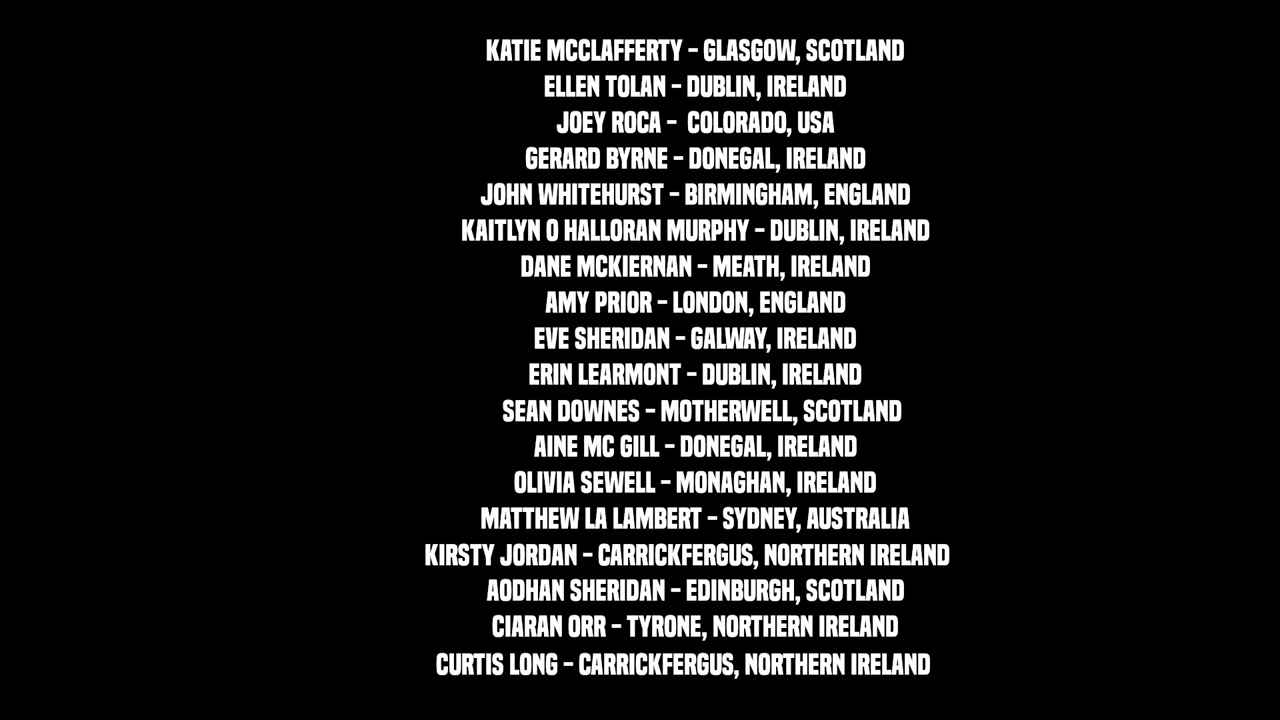 KATIE MCCLAFFERTY - GLASGOW, SCOTLAND
ELLEN TOLAN - DUBLIN, IRELAND
JOEY ROCA - COLORADO, USA
GERARD BYRNE - DONEGAL, IRELAND
JOHN WHITEHURST - BIRMINGHAM, ENGLAND
KAITLYN O HALLORAN MURPHY - DUBLIN, IRELAND
DANE MCKIERNAN - MEATH, IRELAND
AMY PRIOR - LONDON, ENGLAND
EVE SHERIDAN - GALWAY, IRELAND
ERIN LEARMONT - DUBLIN, IRELAND
SEAN DOWNES - MOTHERWELL, SCOTLAND
AINE MC GILL - DONEGAL, IRELAND
OLIVIA SEWELL - MONAGHAN, IRELAND
MATTHEW LA LAMBERT - SYDNEY, AUSTRALIA
KIRSTY JORDAN - CARRICKFERGUS, NORTHERN IRELAND
AODHAN SHERIDAN - EDINBURGH, SCOTLAND
CIARAN ORR - TYRONE, NORTHERN IRELAND
CURTIS LONG - CARRICKFERGUS, NORTHERN IRELAND